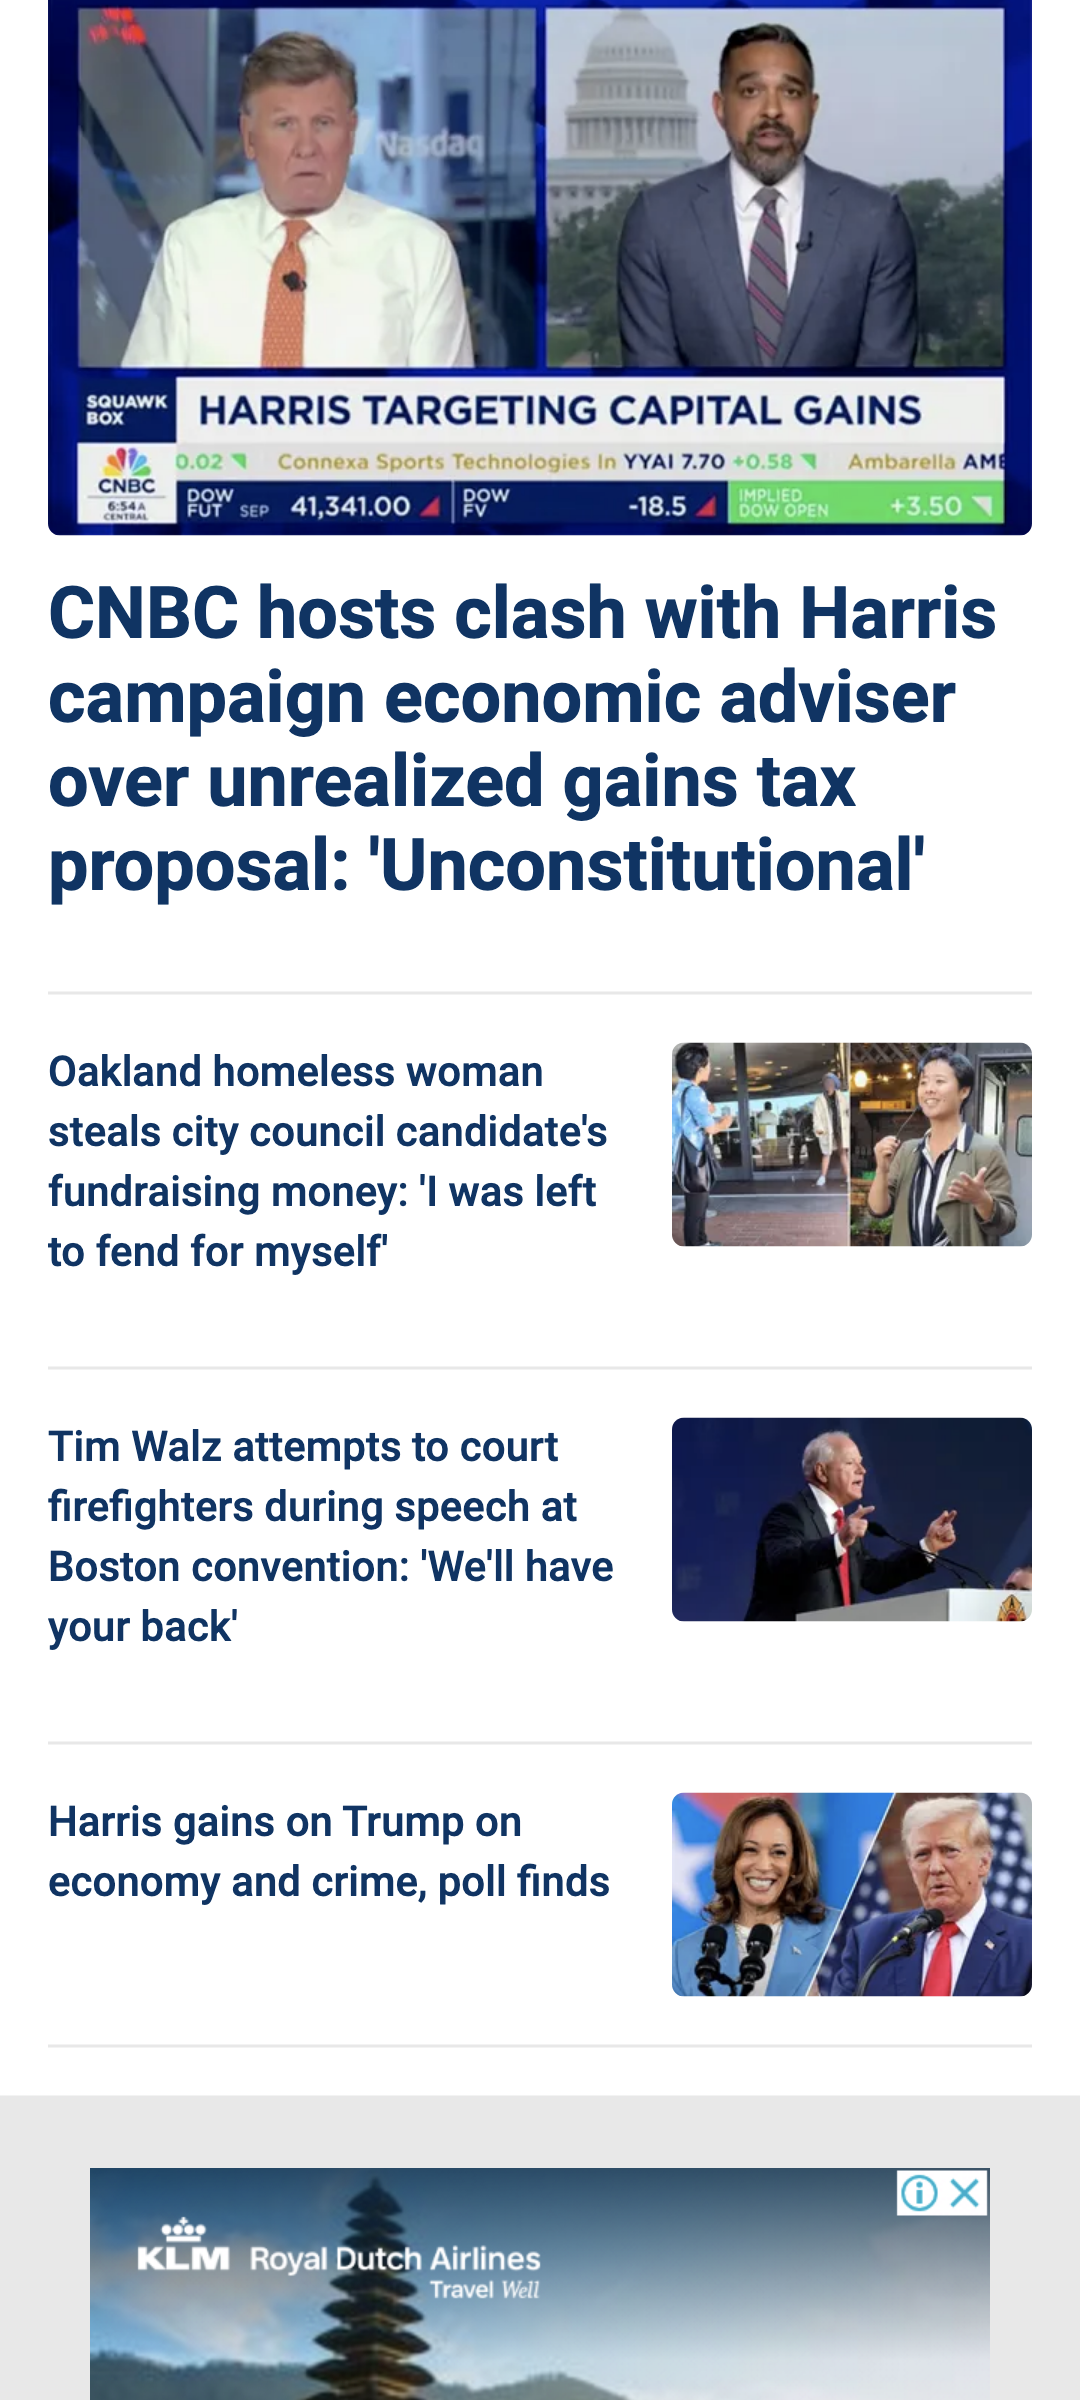 Nasdaq
SQUAWK
BOX
HARRIS TARGETING CAPITAL GAINS
0.02 Connexa Sports Technologies In YYAI 7.70 +0.58 Ambarella
CNBC
6:54A
CENTRAL
DOW
FUT SEP 41,341.00
DOW
FV -18.5
IMPLIED
DOW OPEN +3.50
CNBC hosts clash with Harris
campaign economic adviser
over unrealized gains tax
proposal: 'Unconstitutional'
Oakland homeless woman
steals city council candidate's
fundraising money: 'I was left
to fend for myself'
Tim Walz attempts to court
firefighters during speech at
Boston convention: 'We'll have
your back'
Harris gains on Trump on
economy and crime, poll finds
KLM Royal Dutch Airlines
Travel Well